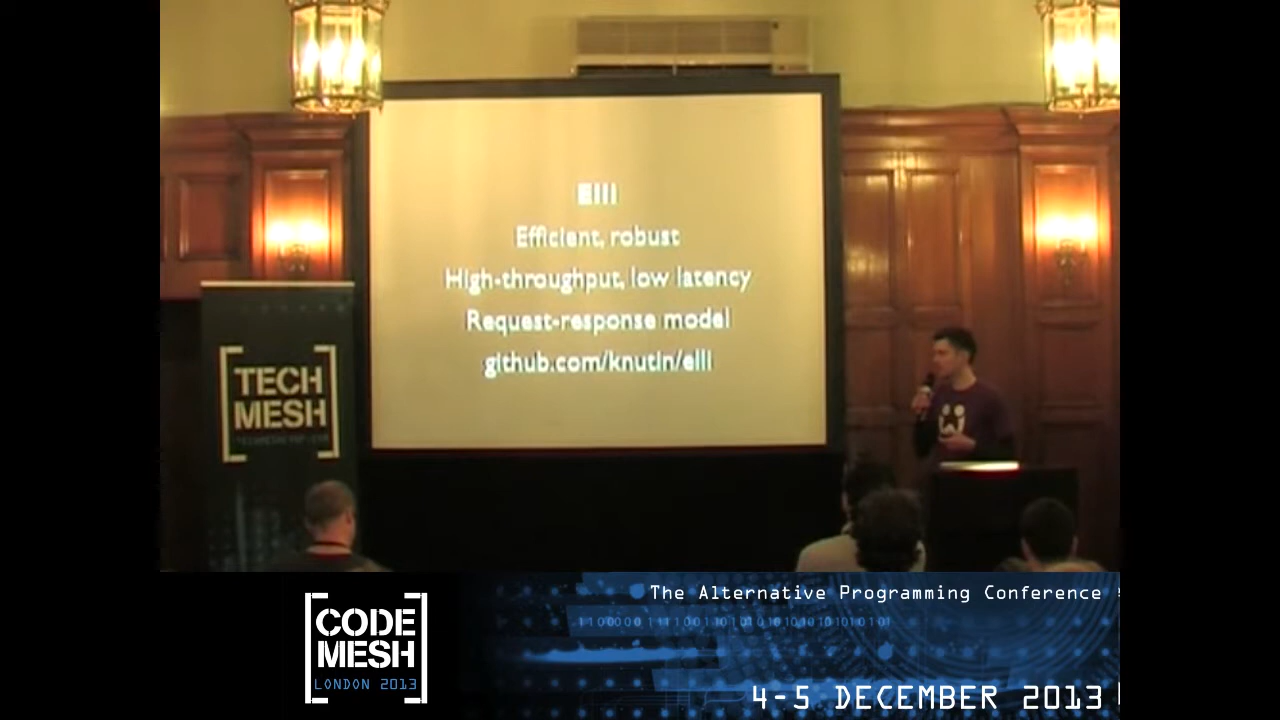 Elli
Efficient, robust
High-throughput, low latency
Request-response model
github.com/knutin/elli
TECH
MESH
CODE
MESH
LONDON 2013
The Alternative Programming Conference
4-5 DECEMBER 2013